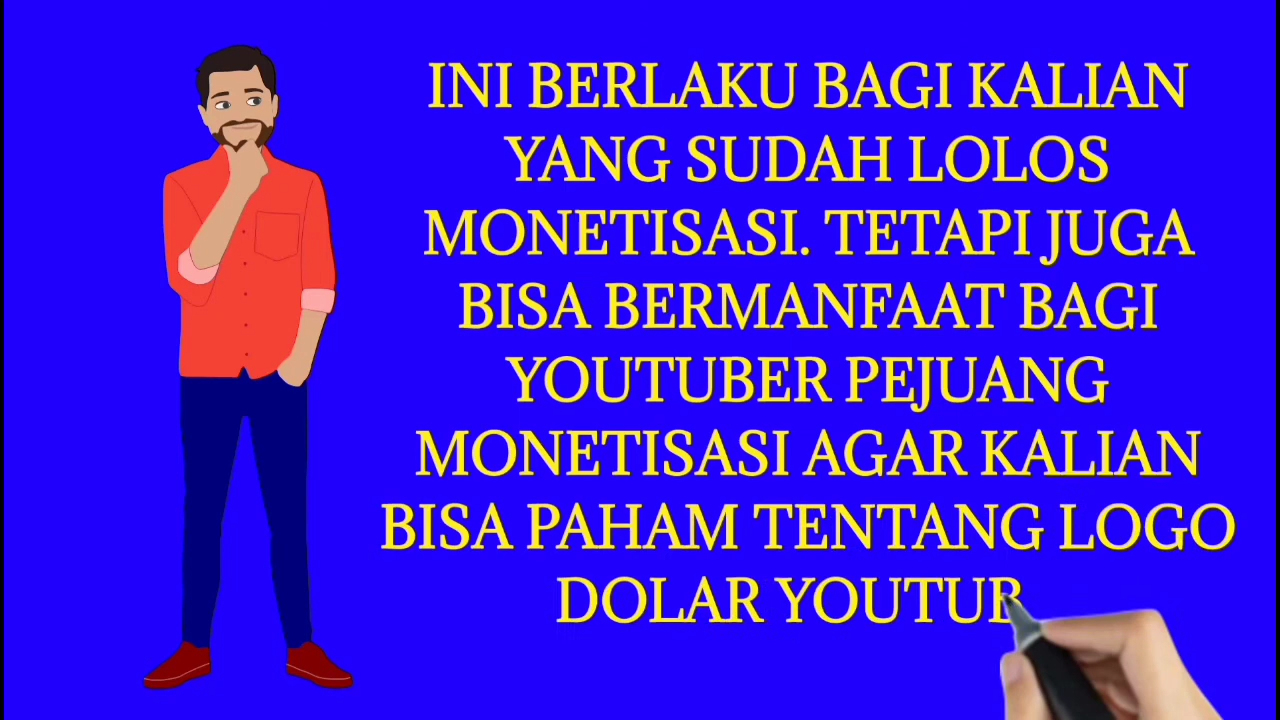 INI BERLAKU BAGI KALIAN
YANG SUDAH LOLOS
MONETISASI. TETAPI JUGA
BISA BERMANFAAT BAGI
YOUTUBER PEJUANG
MONETISASI AGAR KALIAN
BISA PAHAM TENTANG LOGO
DOLAR YOUTUB